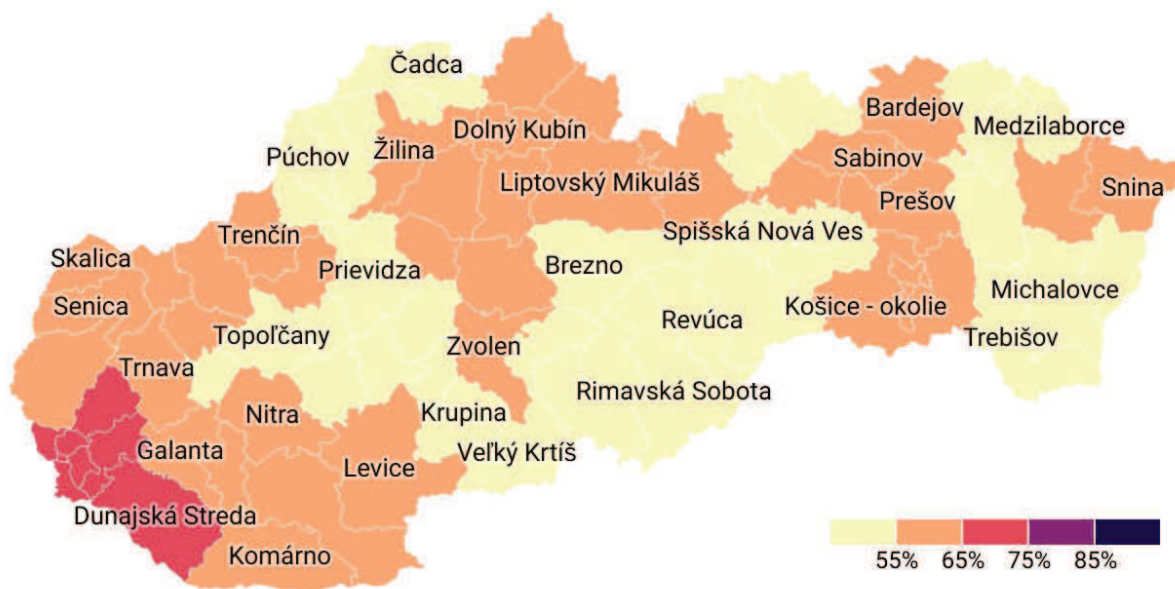 Čadca
Bardejov
Medzilaborce
Dolný Kubín
Žilina
Púchov
Sabinov
Liptovský Mikuláš
Snina
Prešov
Trenčín
Spišská Nová Ves
Skalica
Prievidza
Brezno
Michalovce
Senica
Košice - okolie
Revúca
Topoľčany
Trebišov
Zvolen
Trnava
Rimavská Sobota
Krupina
Nitra
Galanta
Veľký Krtíš
Levice
Dunajská Streda
Komárno
55% 65% 75% 85%